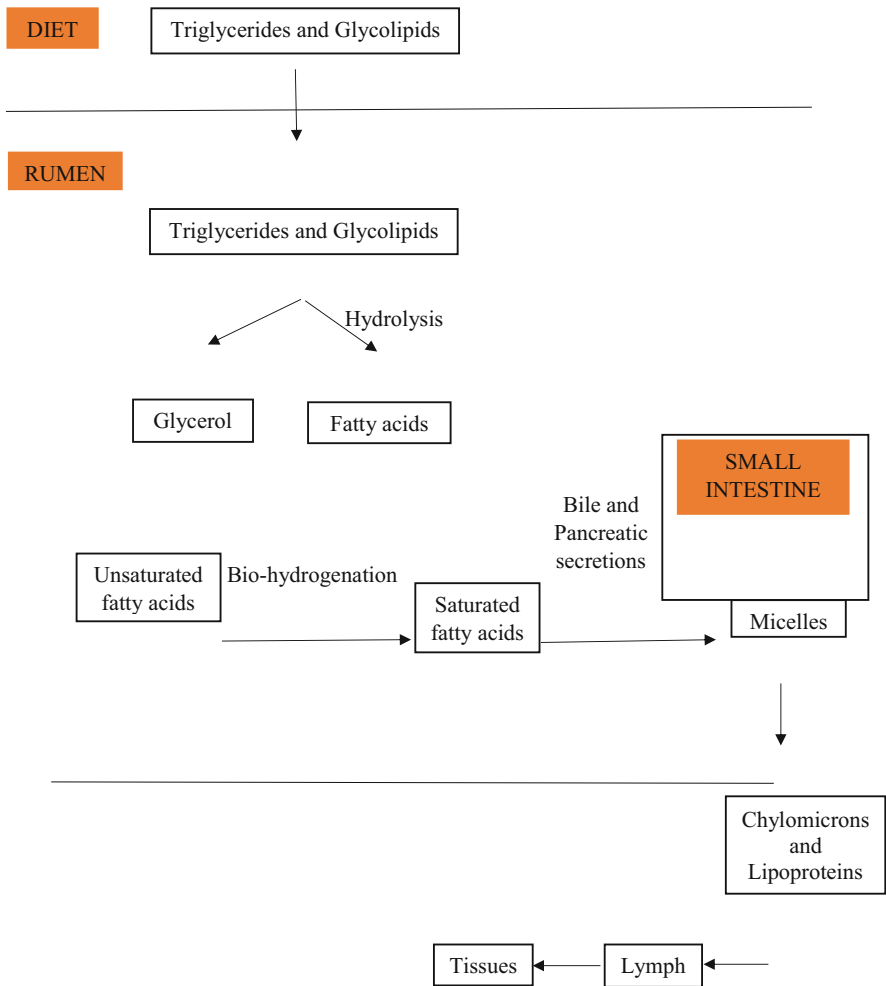 DIET
Triglycerides and Glycolipids
RUMEN
Triglycerides and Glycolipids
Hydrolysis
Glycerol
Fatty acids
SMALL
INTESTINE
Bile and
Pancreatic
secretions
Unsaturated
fatty acids
Bio-hydrogenation
Saturated
fatty acids
Micelles
Chylomicrons
and
Lipoproteins
Tissues
Lymph